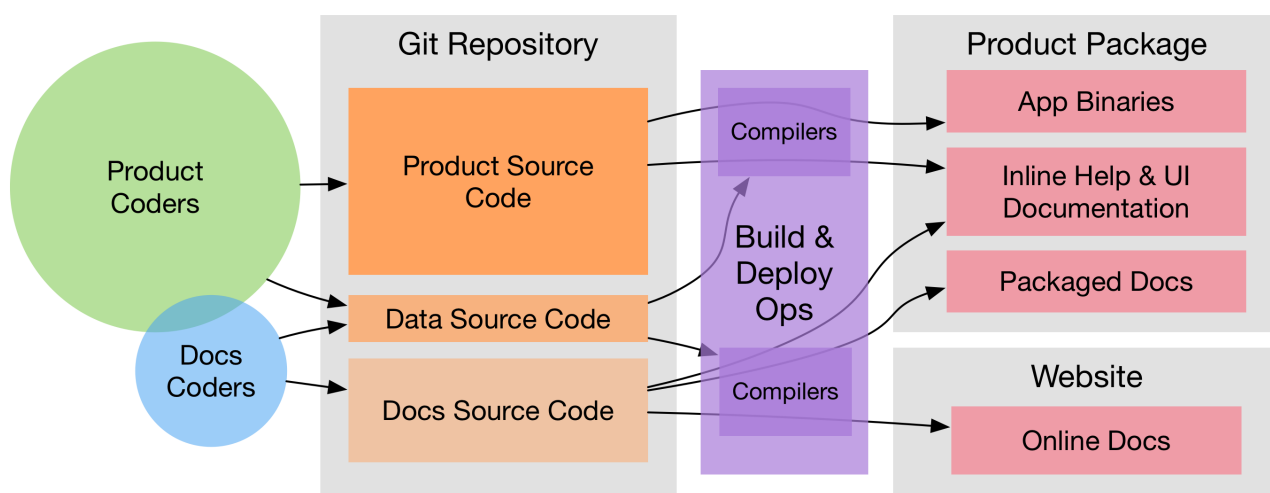 Product
Coders
Docs
Coders
Git Repository
Product Source
Code
Data Source Code
Docs Source Code
Compilers
Build &
Deploy
Ops
Compilers
Product Package
App Binaries
Inline Help & UI
Documentation
Packaged Docs
Website
Online Docs